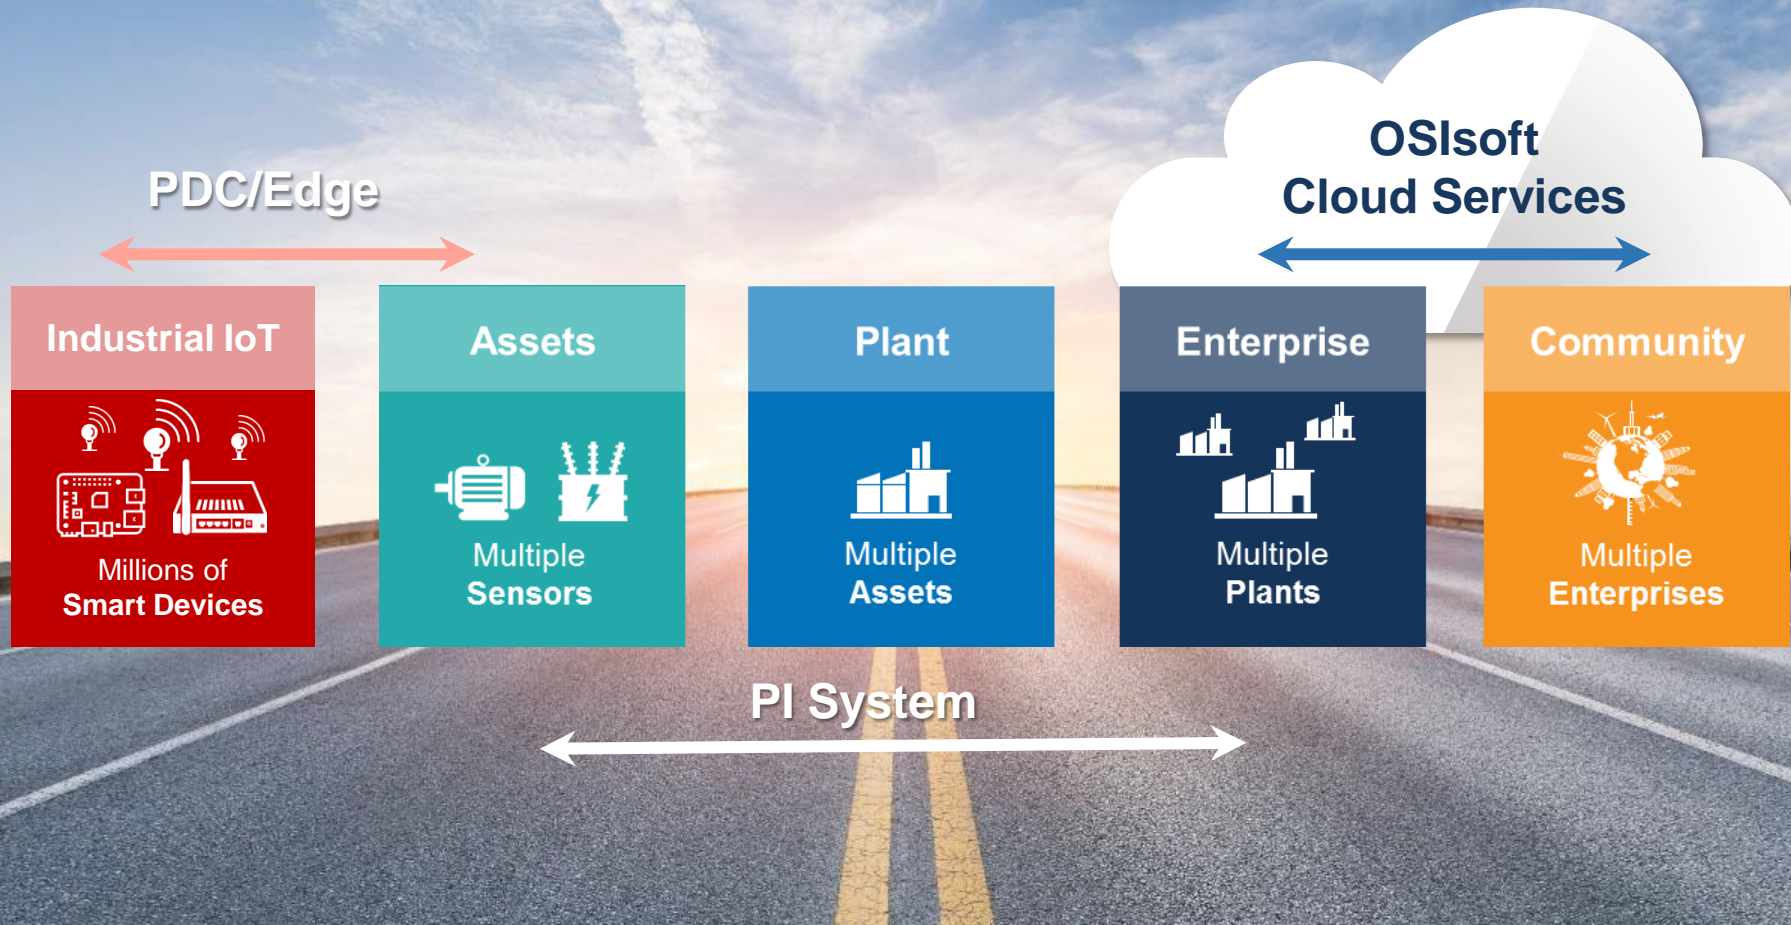 OSIsoft
Cloud Services
PDC/Edge
Industrial IoT
Assets
Plant
Enterprise
Community
Millions of
Smart Devices
Multiple
Sensors
Multiple
Assets
Multiple
Plants
Multiple
Enterprises
PI System